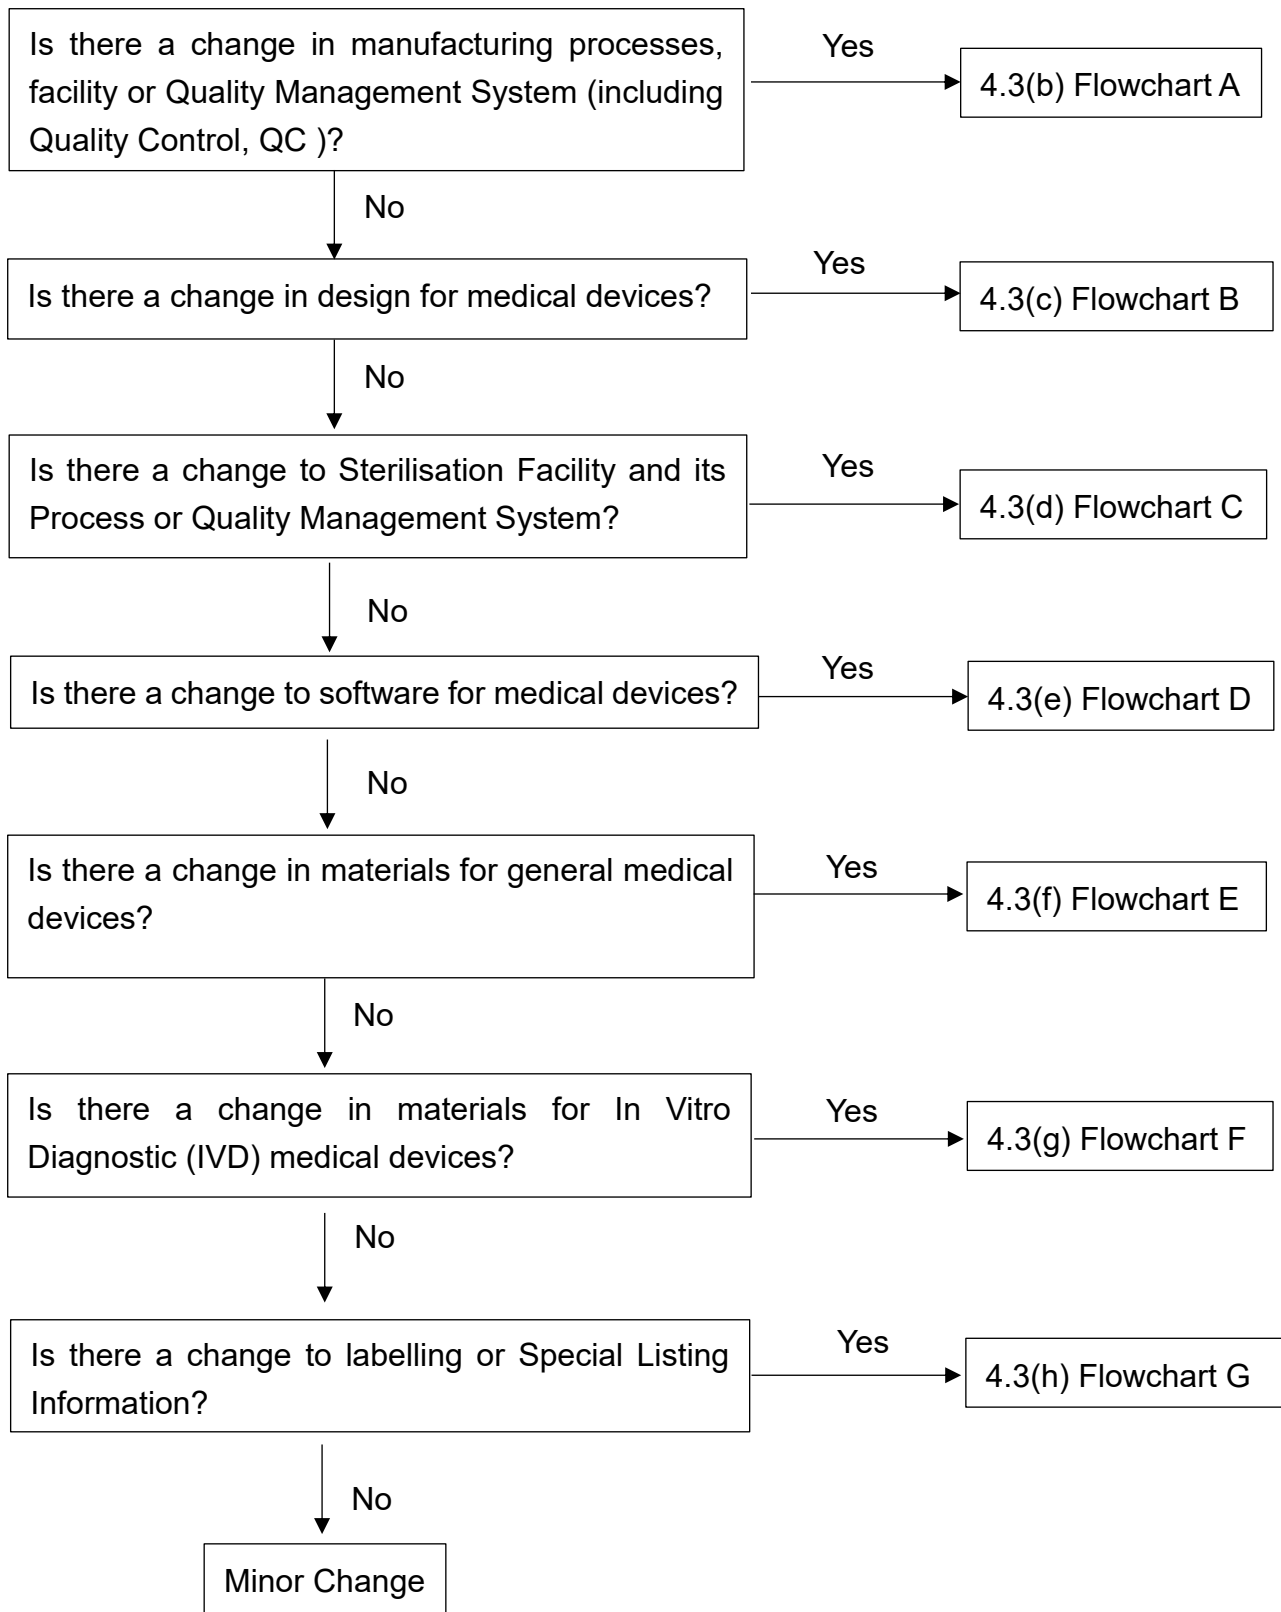 Is there a change in manufacturing processes,
facility or Quality Management System (including
Quality Control, QC )?
Yes
4.3(b) Flowchart A
No
Is there a change in design for medical devices?
Yes
4.3(c) Flowchart B
No
Is there a change to Sterilisation Facility and its
Process or Quality Management System?
Yes
4.3(d) Flowchart C
No
Is there a change to software for medical devices?
Yes
4.3(e) Flowchart D
No
Is there a change in materials for general medical
devices?
Yes
4.3(f) Flowchart E
No
Is there a change in materials for In Vitro
Diagnostic (IVD) medical devices?
Yes
4.3(g) Flowchart F
No
Is there a change to labelling or Special Listing
Information?
Yes
4.3(h) Flowchart G
No
Minor Change